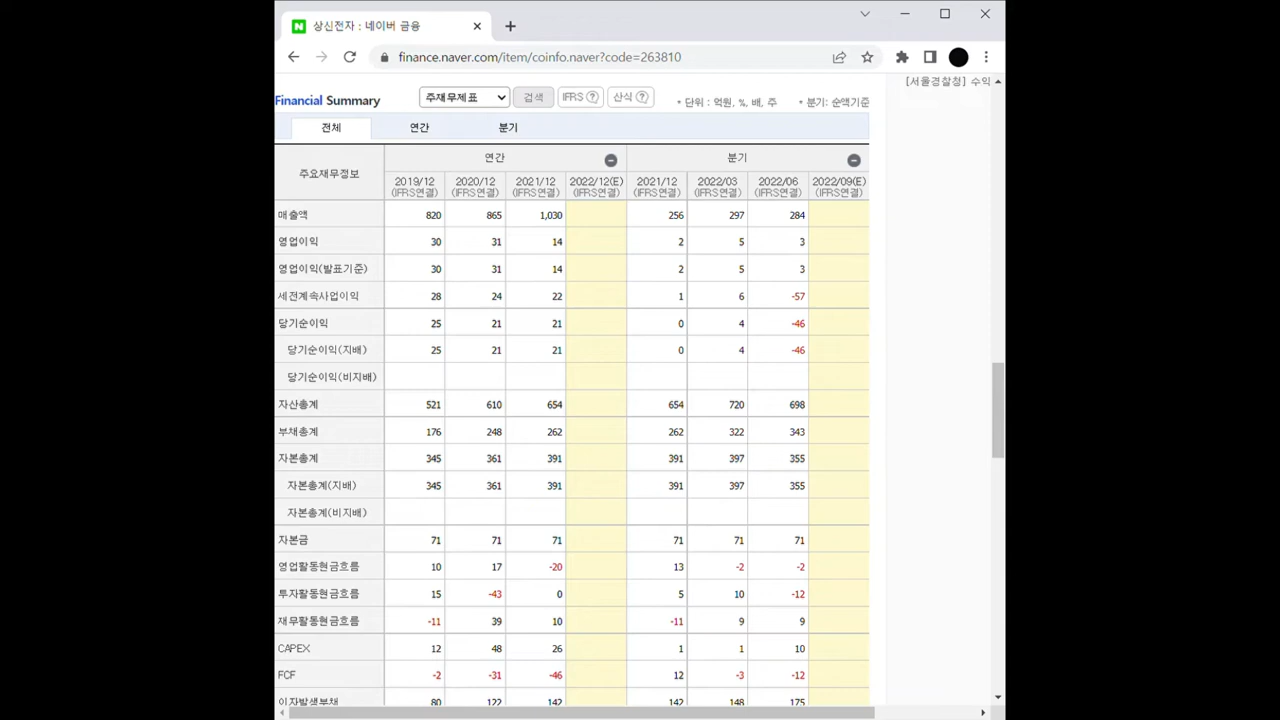 상신전자 : 네이버 금융
finance.naver.com/item/coinfo.naver?code=263810
[서울경찰청] 수익
Financial Summary 주재무제표 검색 IFRS ? 산식 ? * 단위 : 억원, %, 배, 주 * 분기: 순액기준
전체 연간 분기
주요재무정보 연간 분기
2019/12 2020/12 2021/12 2022/12(E) 2021/12 2022/03 2022/06 2022/09(E)
(IFRS연결) (IFRS연결) (IFRS연결) (IFRS연결) (IFRS연결) (IFRS연결) (IFRS연결) (IFRS연결)
매출액 820 865 1,030 256 297 284
영업이익 30 31 14 2 5 3
영업이익(발표기준) 30 31 14 2 5 3
세전계속사업이익 28 24 22 1 6 -57
당기순이익 25 21 21 0 4 -46
당기순이익(지배) 25 21 21 0 4 -46
당기순이익(비지배)
자산총계 521 610 654 654 720 698
부채총계 176 248 262 262 322 343
자본총계 345 361 391 391 397 355
자본총계(지배) 345 361 391 391 397 355
자본총계(비지배)
자본금 71 71 71 71 71 71
영업활동현금흐름 10 17 -20 13 -2 -2
투자활동현금흐름 15 -43 0 5 10 -12
재무활동현금흐름 -11 39 10 -11 9 9
CAPEX 12 48 26 1 1 10
FCF -2 -31 -46 12 -3 -12
이자발생부채 80 122 142 142 148 175